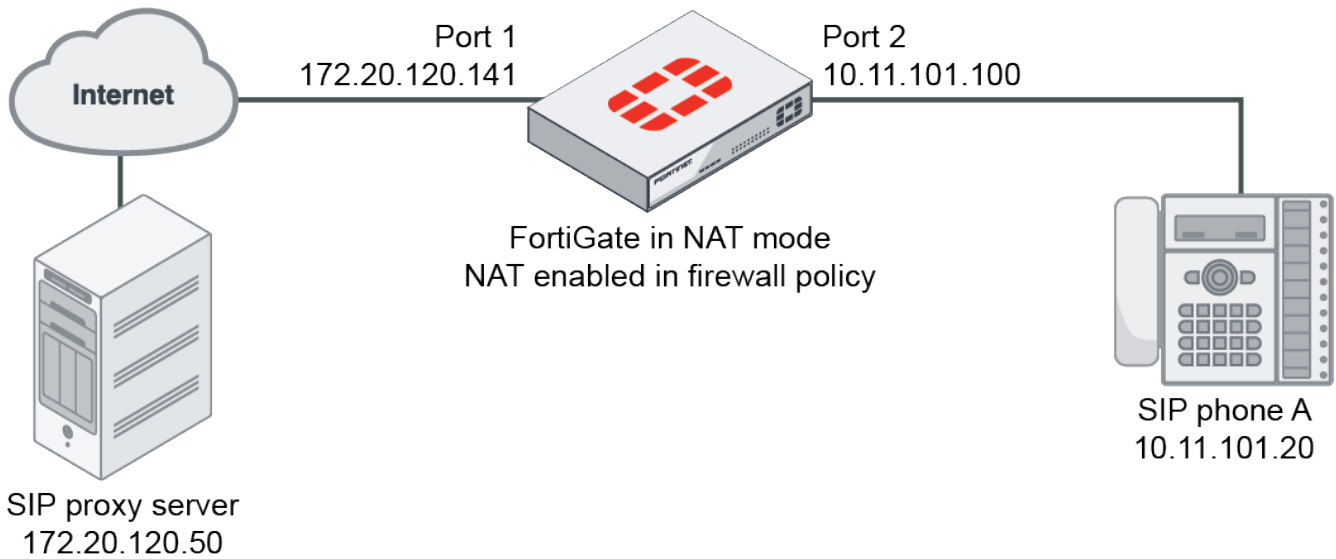 Port 1
172.20.120.141
Port 2
10.11.101.100
Internet
FORTINET
FortiGate in NAT mode
NAT enabled in firewall policy
SIP phone A
10.11.101.20
SIP proxy server
172.20.120.50